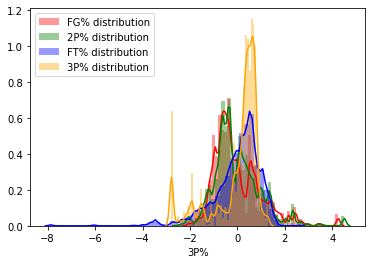 1.2
1.0
0.8
0.6
0.4
0.2
0.0
FG% distribution
2P% distribution
FT% distribution
3P% distribution
−8 −6 −4 −2 0 2 4
3P%